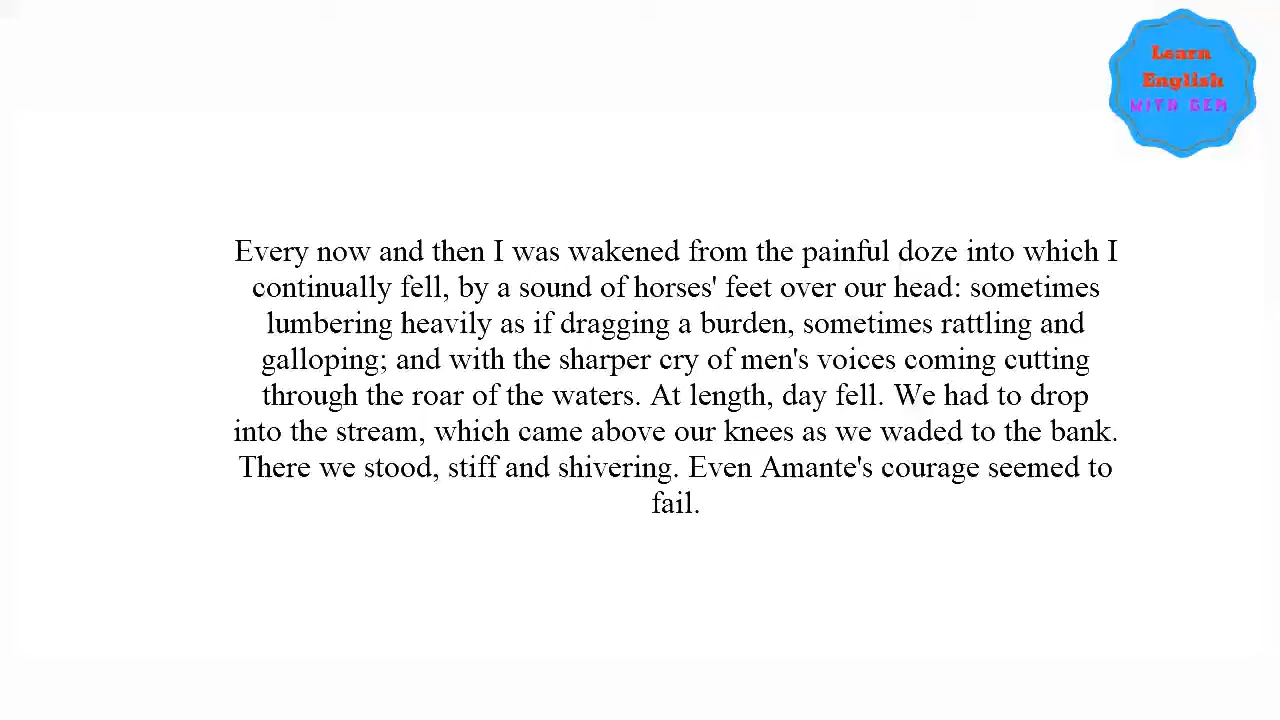 Learn
English
WITH GEM
Every now and then I was wakened from the painful doze into which I
continually fell, by a sound of horses' feet over our head: sometimes
lumbering heavily as if dragging a burden, sometimes rattling and
galloping; and with the sharper cry of men's voices coming cutting
through the roar of the waters. At length, day fell. We had to drop
into the stream, which came above our knees as we waded to the bank.
There we stood, stiff and shivering. Even Amante's courage seemed to
fail.